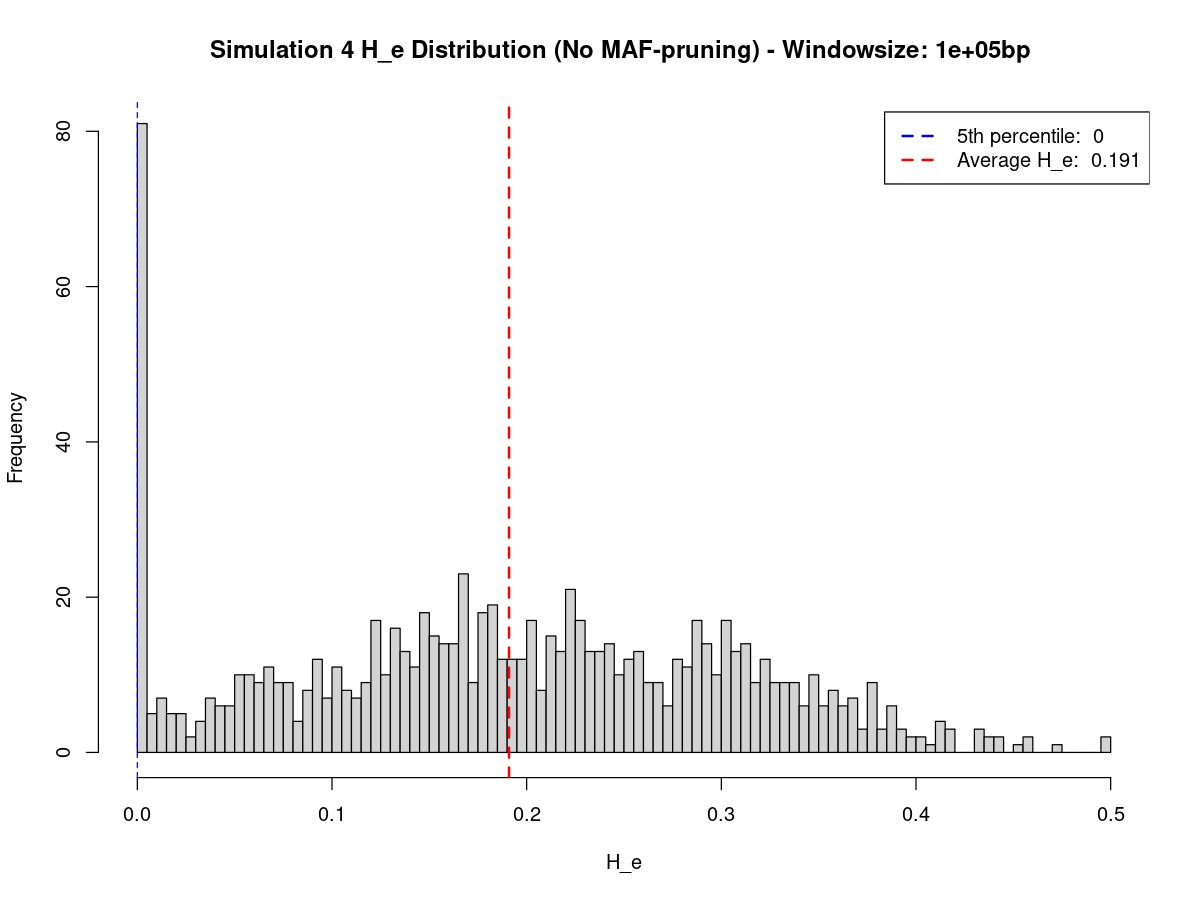 Simulation 4 H_e Distribution (No MAF-pruning) - Windowsize: 1e+05bp
5th percentile:  0
Average H_e:  0.191
Frequency
80
60
40
20
0
0.0 0.1 0.2 0.3 0.4 0.5
H_e